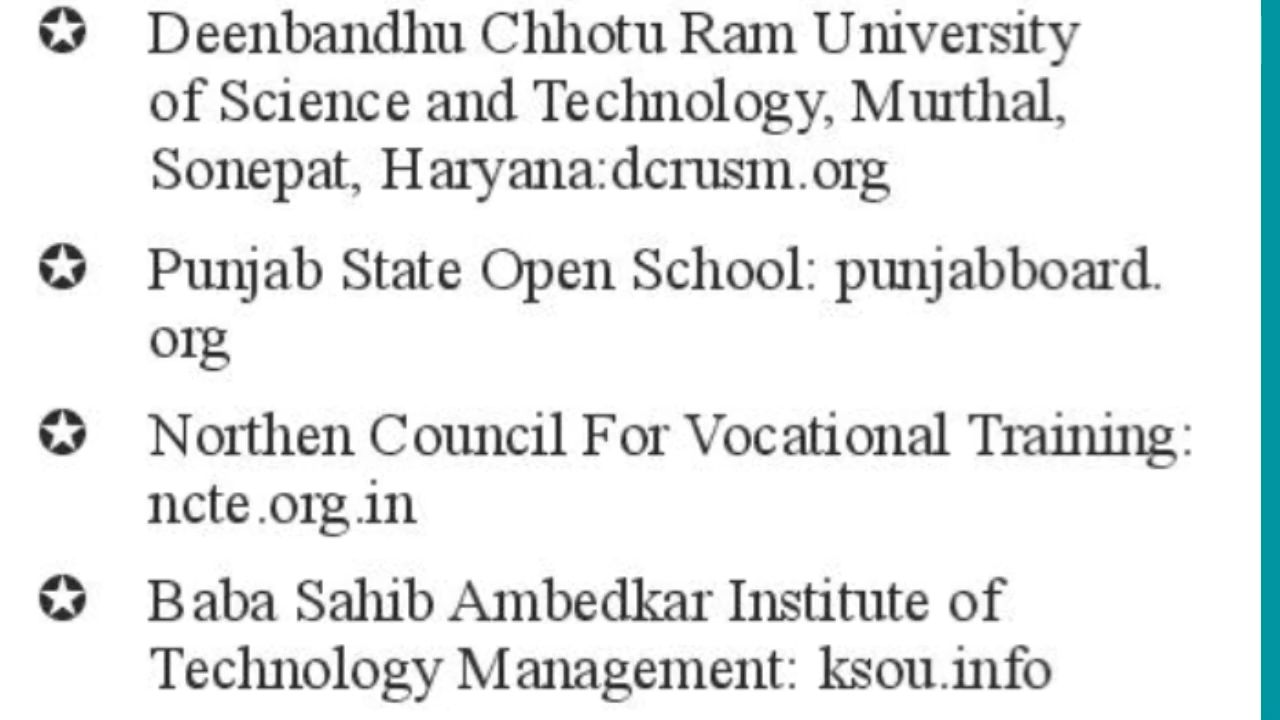 Deenbandhu Chhotu Ram University
of Science and Technology, Murthal,
Sonepat, Haryana:dcrusm.org
Punjab State Open School: punjabboard.
org
Northen Council For Vocational Training:
ncte.org.in
Baba Sahib Ambedkar Institute of
Technology Management: ksou.info